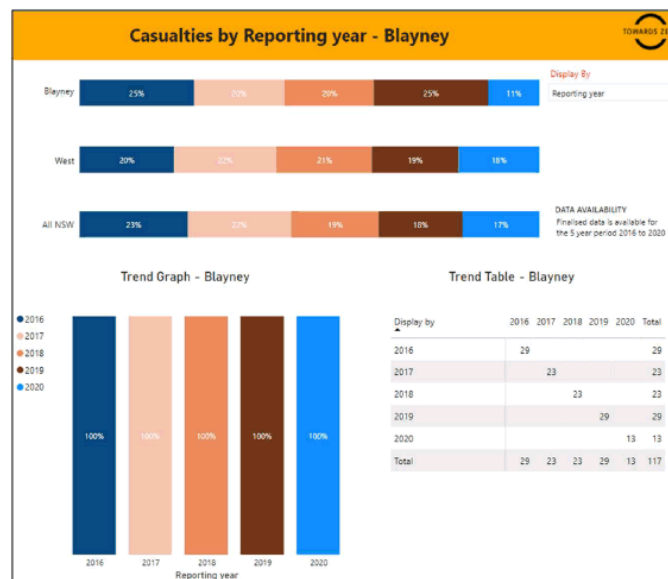 Casualties by Reporting year - Blayney
TOWARDS
Display By
Reporting year
Blayney 25% 20% 20% 25% 11%
West 20% 22% 21% 19% 18%
All NSW 23% 22% 19% 18% 17%
DATA AVAILABILITY
Finalised data is available for
the 5 year period 2016 to 2020
Trend Graph - Blayney
2016
2017
2018
2019
2020
100% 100% 100% 100% 100%
2016 2017 2018 2019 2020
Reporting year
Trend Table - Blayney
Display by 2016 2017 2018 2019 2020 Total
2016 29 29
2017 23 23
2018 23 23
2019 29 29
2020 13 13
Total 29 23 23 29 13 117